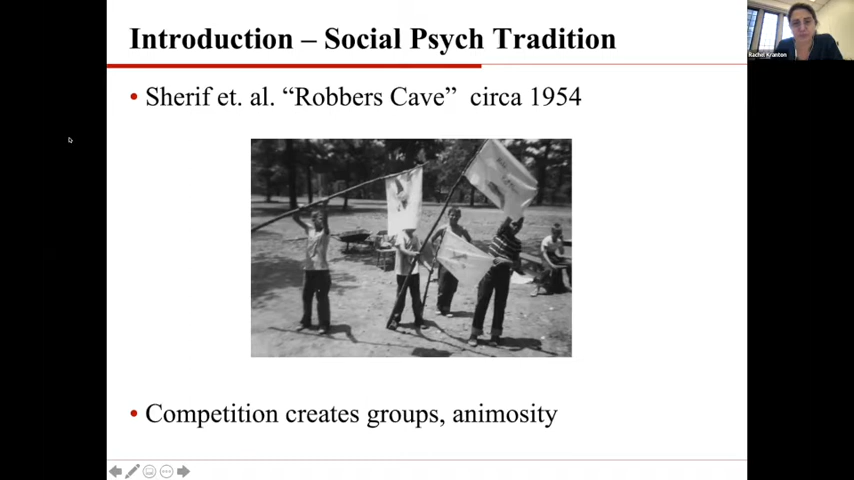 Introduction – Social Psych Tradition
Rachel Kranton
• Sherif et. al. “Robbers Cave” circa 1954
• Competition creates groups, animosity